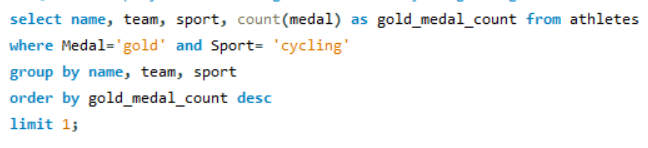 select name, team, sport, count(medal) as gold_medal_count from athletes
where Medal='gold' and Sport= 'cycling'
group by name, team, sport
order by gold_medal_count desc
limit 1;